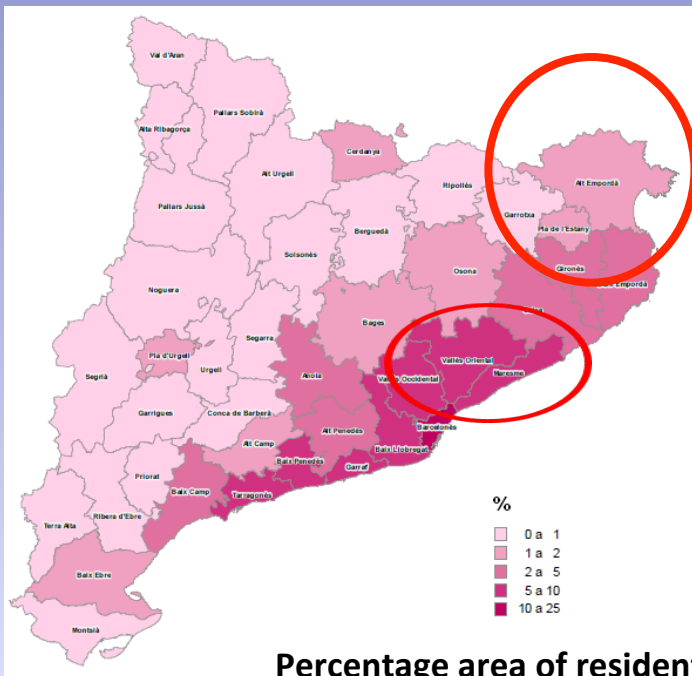 Val d'Aran
Pallars Sobirà
Alta Ribagorça
Cerdanya
Alt Urgell
Ripollès
Alt Empordà
Garrotxa
Pallars Jussà
Berguedà
Pla de l'Estany
Solsonès
Gironès
Osona
Empordà
Noguera
Bages
Segarra
Vallès Oriental
Pla d'Urgell
Urgell
Maresme
Segrià
Anoia
Occidental
Garrigues
Conca de Barberà
Barcelonès
Alt Penedès
Alt Camp
Baix Llobregat
Baix Penedès
Garraf
Priorat
Baix Camp
Tarragonès
Terra Alta
Ribera d'Ebre
Baix Ebre
Montsià
%
0 a 1
1 a 2
2 a 5
5 a 10
10 a 25
Percentage area of resident